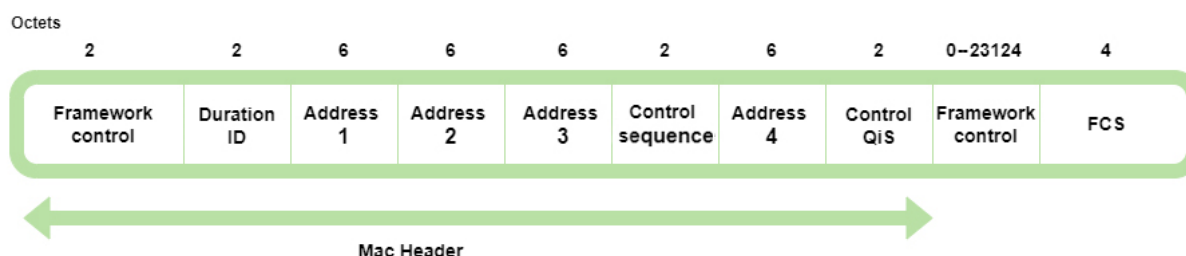 Octets
2 2 6 6 6 2 6 2 0–23124 4
Framework control
Duration ID
Address 1
Address 2
Address 3
Control sequence
Address 4
Control QiS
Framework control
FCS
Mac Header